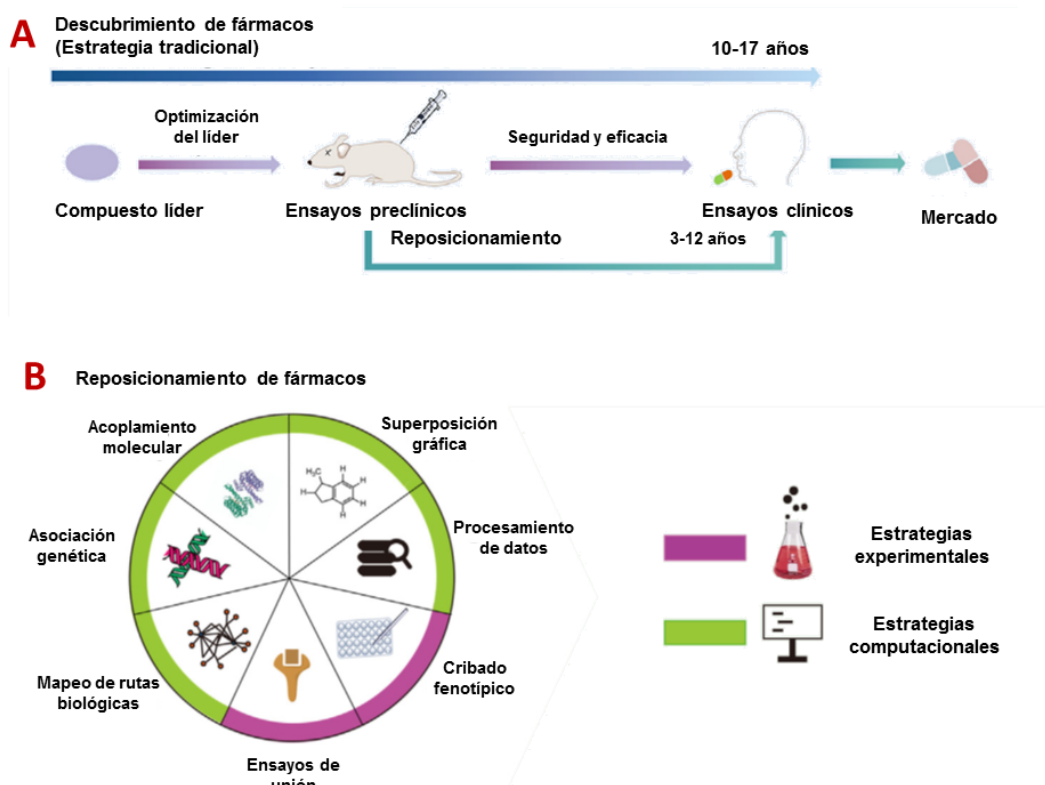 A
Descubrimiento de fármacos
(Estrategia tradicional)
10-17 años
Optimización
del líder
Seguridad y eficacia
Compuesto líder
Ensayos preclínicos
Ensayos clínicos
Mercado
Reposicionamiento
3-12 años
B
Reposicionamiento de fármacos
Acoplamiento
molecular
Superposición
gráfica
H₃C
H
H
H
H
H
Asociación
genética
Procesamiento
de datos
Mapeo de rutas
biológicas
Cribado
fenotípico
Ensayos de
unión
Estrategias
experimentales
Estrategias
computacionales